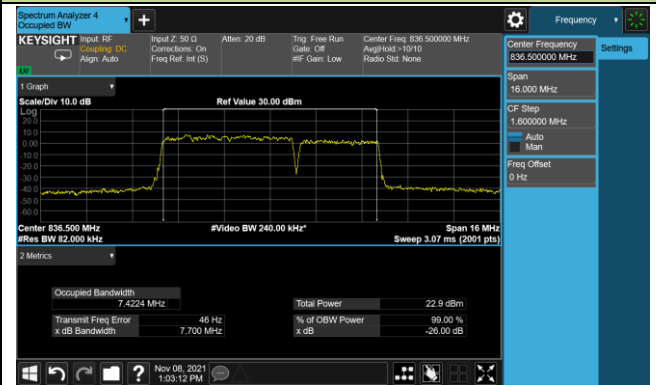 Spectrum Analyzer 4
Occupied BW
Frequency
KEYSIGHT
Input: RF
Coupling: DC
Align: Auto
Input Z: 50 Ω
Corrections: On
Freq Ref: Int (S)
Atten: 20 dB
Trig: Free Run
Gate: Off
#IF Gain: Low
Center Freq: 836.500000 MHz
Avg|Hold:>10/10
Radio Std: None
Center Frequency
836.500000 MHz
Settings
Span
16.000 MHz
CF Step
1.600000 MHz
Auto
Man
Freq Offset
0 Hz
1 Graph
Scale/Div 10.0 dB
Ref Value 30.00 dBm
Log
20.0
10.0
0.00
-10.0
-20.0
-30.0
-40.0
-50.0
-60.0
Center 836.500 MHz
#Video BW 240.00 kHz*
Span 16 MHz
#Res BW 82.000 kHz
Sweep 3.07 ms (2001 pts)
2 Metrics
Occupied Bandwidth
7.4224 MHz
Total Power 22.9 dBm
Transmit Freq Error 46 Hz
% of OBW Power 99.00 %
x dB Bandwidth 7.700 MHz
x dB -26.00 dB
?
Nov 08, 2021
1:03:12 PM